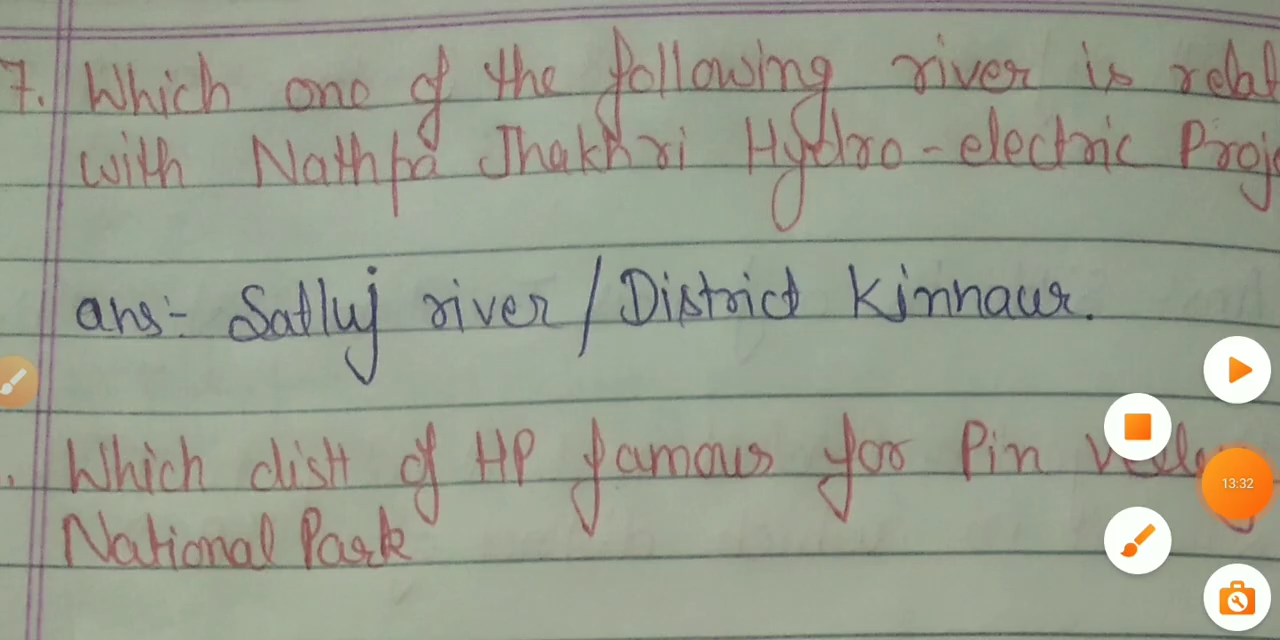 7. Which one of the following river is relat
with Nathpa Jhakhri Hydro-electric Proje
ans:- Satluj river / District Kinnaur.
Which distt of HP famous for Pin
National Park
13:32